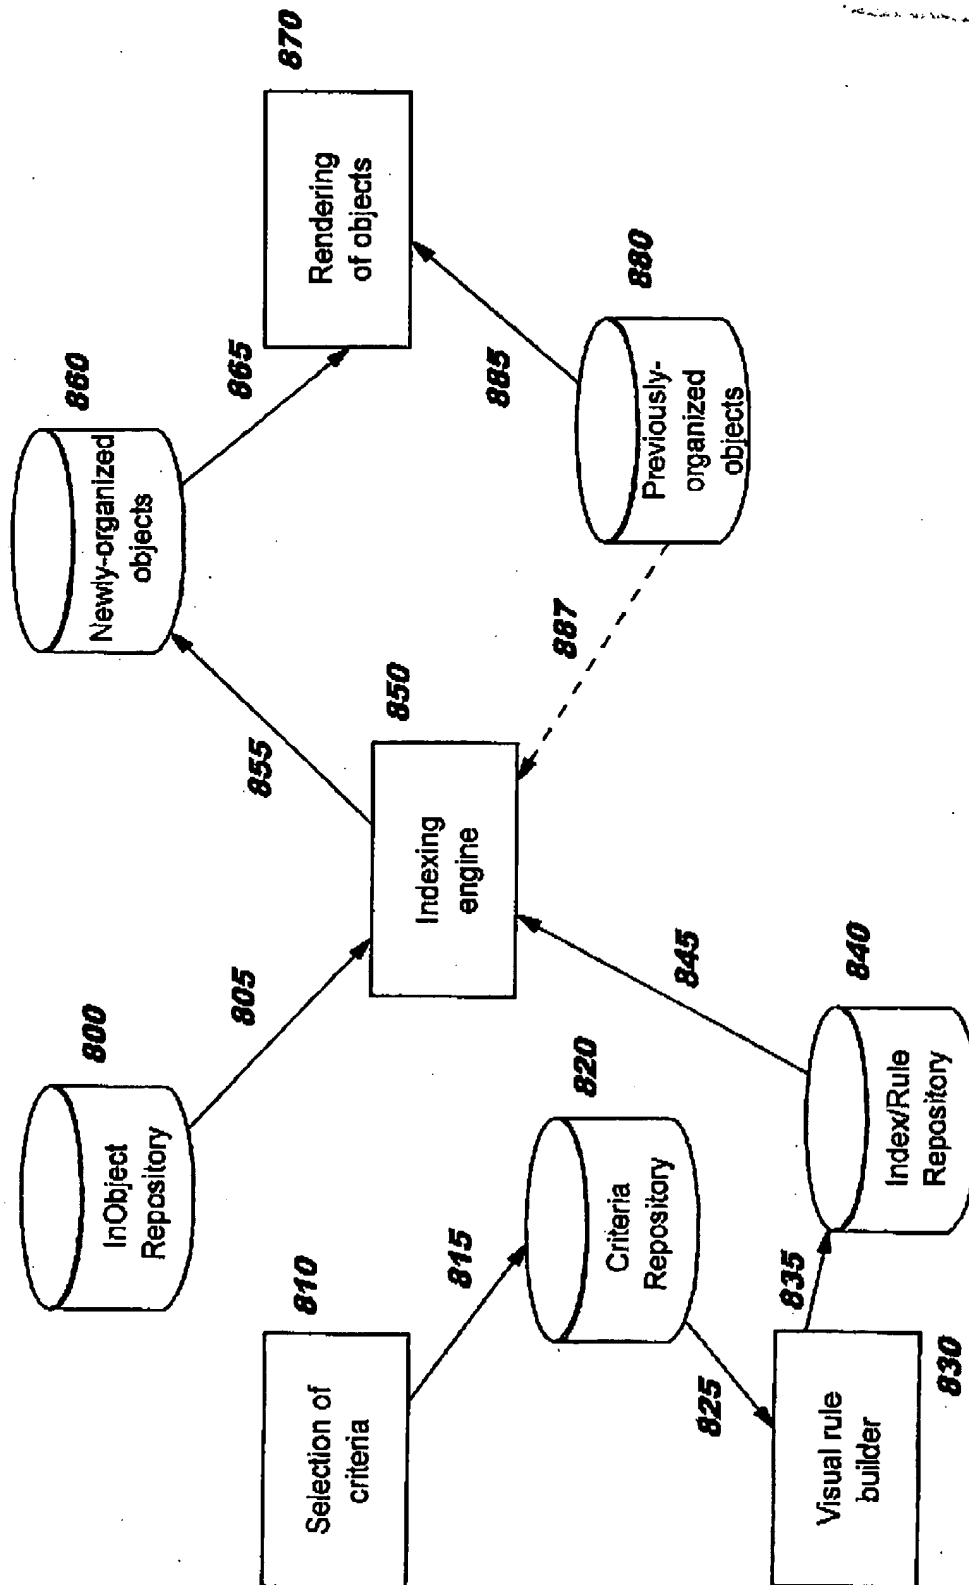 800
InObject
Repository
805
810
Selection of
criteria
815
820
Criteria
Repository
825
830
Visual rule
builder
835
840
Index/Rule
Repository
845
850
Indexing
engine
855
860
Newly-organized
objects
865
870
Rendering
of objects
880
Previously-
organized
objects
885
887